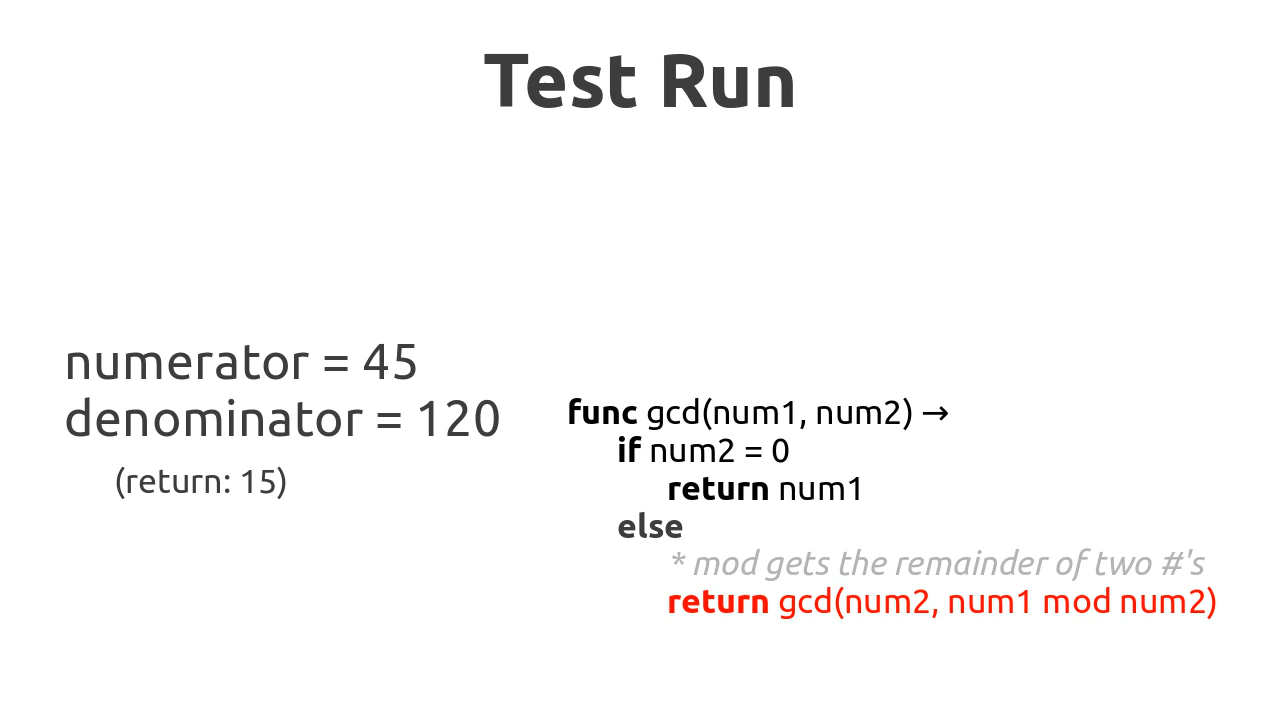 Test Run
numerator = 45
denominator = 120
(return: 15)
func gcd(num1, num2) →
if num2 = 0
return num1
else
* mod gets the remainder of two #'s
return gcd(num2, num1 mod num2)